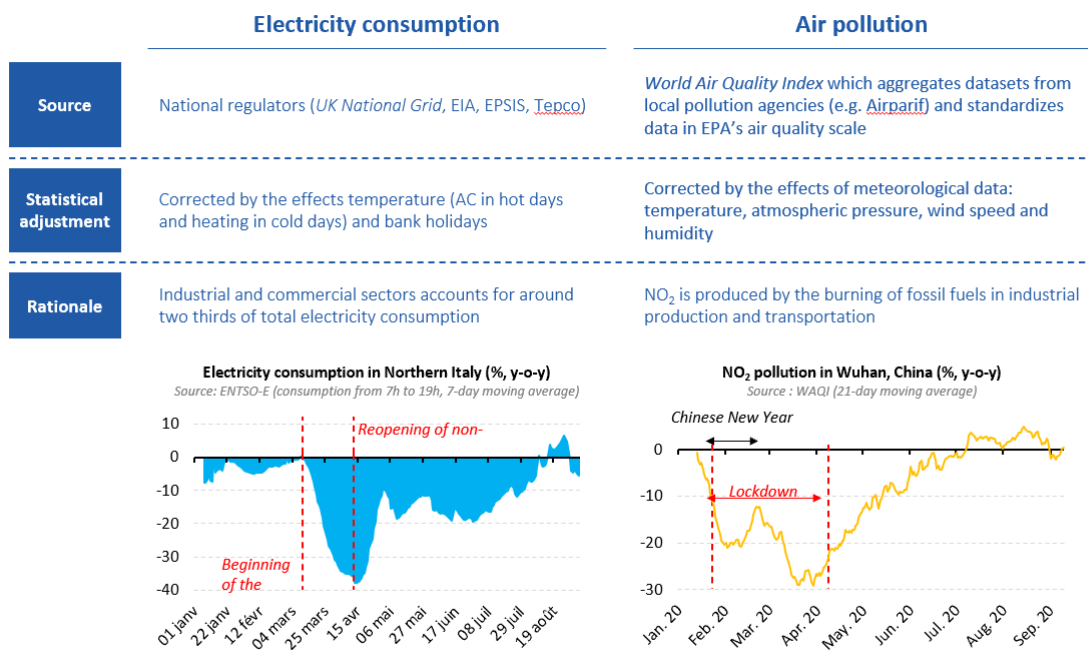 Electricity consumption
Air pollution
Source
National regulators (UK National Grid, EIA, EPSIS, Tepco)
World Air Quality Index which aggregates datasets from
local pollution agencies (e.g. Airparif) and standardizes
data in EPA's air quality scale
Statistical
adjustment
Corrected by the effects temperature (AC in hot days
and heating in cold days) and bank holidays
Corrected by the effects of meteorological data:
temperature, atmospheric pressure, wind speed and
humidity
Rationale
Industrial and commercial sectors accounts for around
two thirds of total electricity consumption
NO₂ is produced by the burning of fossil fuels in industrial
production and transportation
Electricity consumption in Northern Italy (%, y-o-y)
Source: ENTSO-E (consumption from 7h to 19h, 7-day moving average)
10
0
-10
-20
-30
-40
Reopening of non-
Beginning
of the
01 janv
22 janv
12 févr
04 mars
25 mars
15 avr
06 mai
27 mai
17 juin
08 juil
29 juil
19 août
NO₂ pollution in Wuhan, China (%, y-o-y)
Source : WAQI (21-day moving average)
Chinese New Year
0
-10
-20
-30
Lockdown
Jan. 20
Feb. 20
Mar. 20
Apr. 20
May. 20
Jun. 20
Jul. 20
Aug. 20
Sep. 20